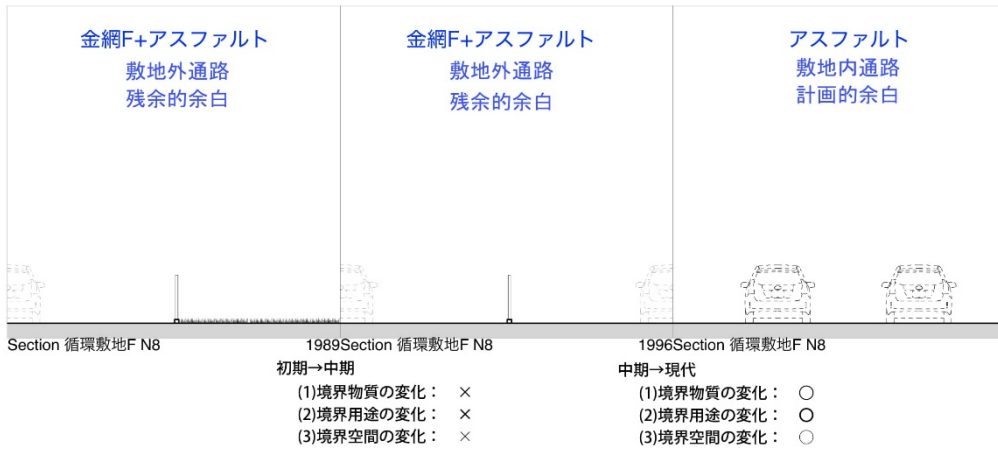 金網F+アスファルト
敷地外通路
残余的余白
金網F+アスファルト
敷地外通路
残余的余白
アスファルト
敷地内通路
計画的余白
Section 循環敷地F N8
1989Section 循環敷地F N8
1996Section 循環敷地F N8
初期→中期
(1)境界物質の変化： ×
(2)境界用途の変化： ×
(3)境界空間の変化： ×
中期→現代
(1)境界物質の変化： ○
(2)境界用途の変化： ○
(3)境界空間の変化： ○